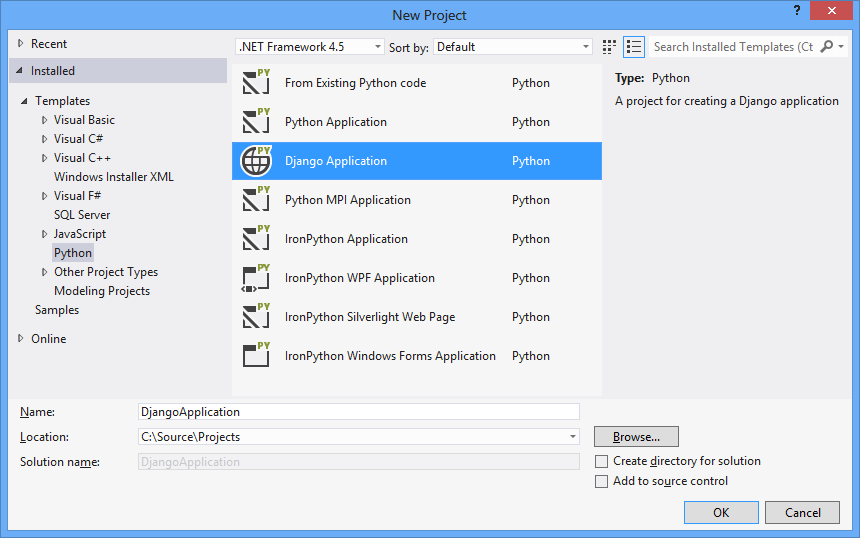 New Project
?
Recent
Installed
Templates
Visual Basic
Visual C#
Visual C++
Windows Installer XML
Visual F#
SQL Server
JavaScript
Python
Other Project Types
Modeling Projects
Samples
Online
.NET Framework 4.5
Sort by: Default
Search Installed Templates (Ct
PY From Existing Python code Python
PY Python Application Python
PY Django Application Python
PY Python MPI Application Python
PY IronPython Application Python
PY IronPython WPF Application Python
PY IronPython Silverlight Web Page Python
PY IronPython Windows Forms Application Python
Type: Python
A project for creating a Django application
Name: DjangoApplication
Location: C:\Source\Projects
Browse...
Solution name: DjangoApplication
Create directory for solution
Add to source control
OK
Cancel